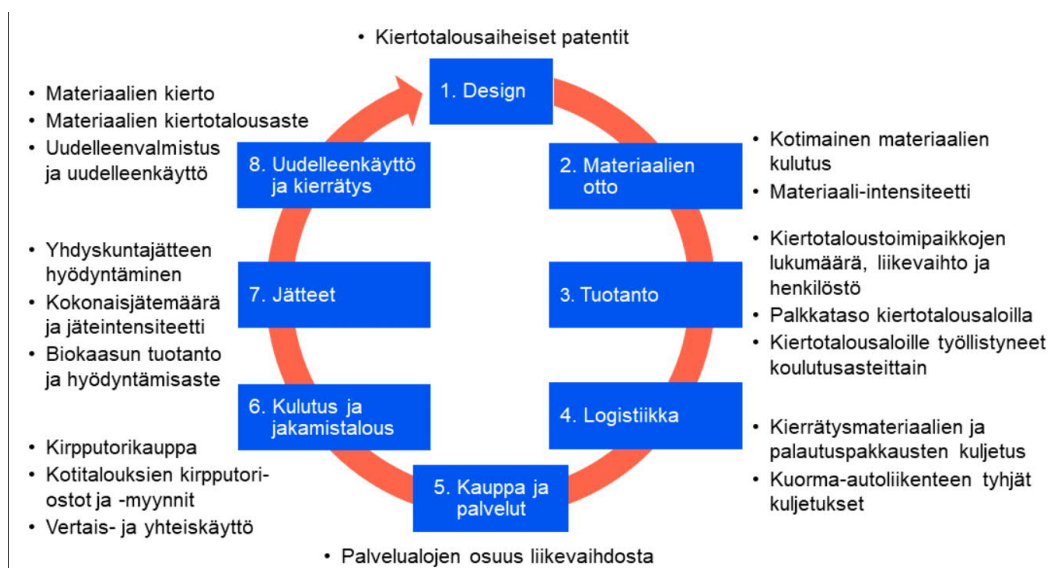 • Kiertotalousaiheiset patentit
1. Design
2. Materiaalien
otto
• Kotimainen materiaalien
kulutus
• Materiaali-intensiteetti
3. Tuotanto
• Kiertotaloustoimipaikkojen
lukumäärä, liikevaihto ja
henkilöstö
• Palkkataso kiertotalousaloilla
• Kiertotalousaloille työllistyneet
koulutusasteittain
4. Logistiikka
• Kierrätysmateriaalien ja
palautuspakkausten kuljetus
• Kuorma-autoliikenteen tyhjät
kuljetukset
5. Kauppa ja
palvelut
• Palvelualojen osuus liikevaihdosta
6. Kulutus ja
jakamistalous
• Kirpputorikauppa
• Kotitalouksien kirpputori-
ostot ja -myynnit
• Vertais- ja yhteiskäyttö
7. Jätteet
• Yhdyskuntajätteen
hyödyntäminen
• Kokonaisjätemäärä
ja jäteintensiteetti
• Biokaasun tuotanto
ja hyödyntämisaste
8. Uudelleenkäyttö
ja kierrätys
• Materiaalien kierto
• Materiaalien kiertotalousaste
• Uudelleenvalmistus
ja uudelleenkäyttö